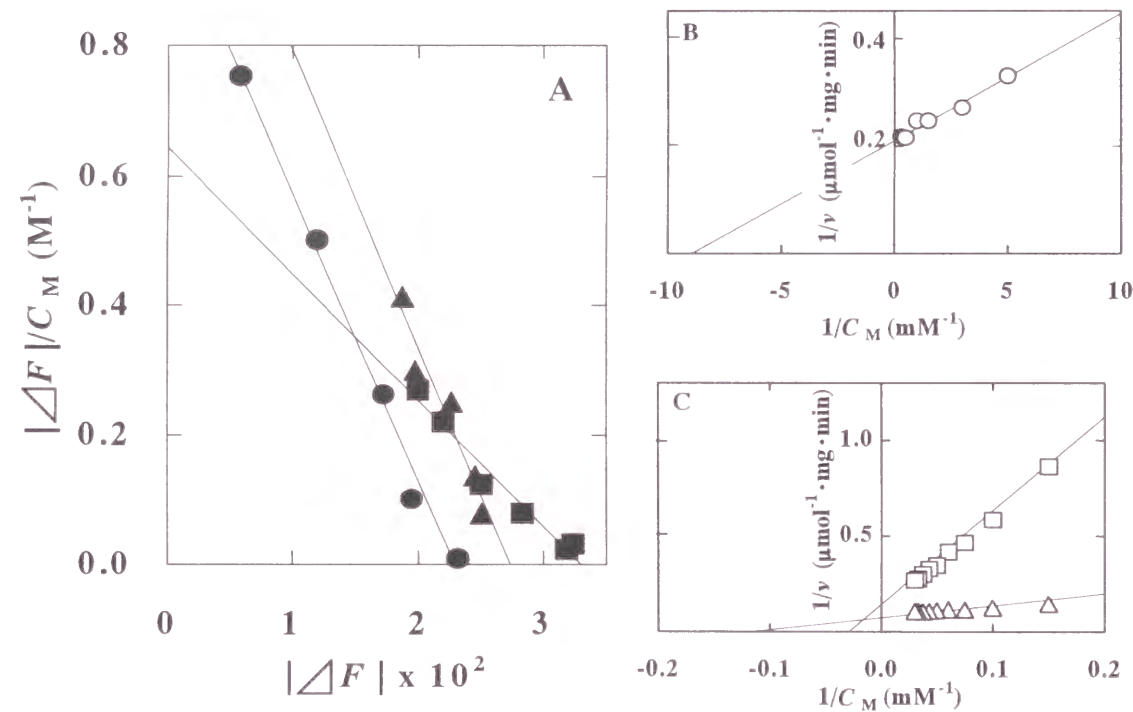 A
0.8
0.6
0.4
0.2
0.0
|⊿F|/C M (M-1)
0 1 2 3
|⊿F| x 10²
B
0.4
0.2
1/v (μmol-1·mg·min)
-10 -5 0 5 10
1/C M (mM-1)
C
1.0
0.5
1/v (μmol-1·mg·min)
-0.2 -0.1 0.0 0.1 0.2
1/C M (mM-1)